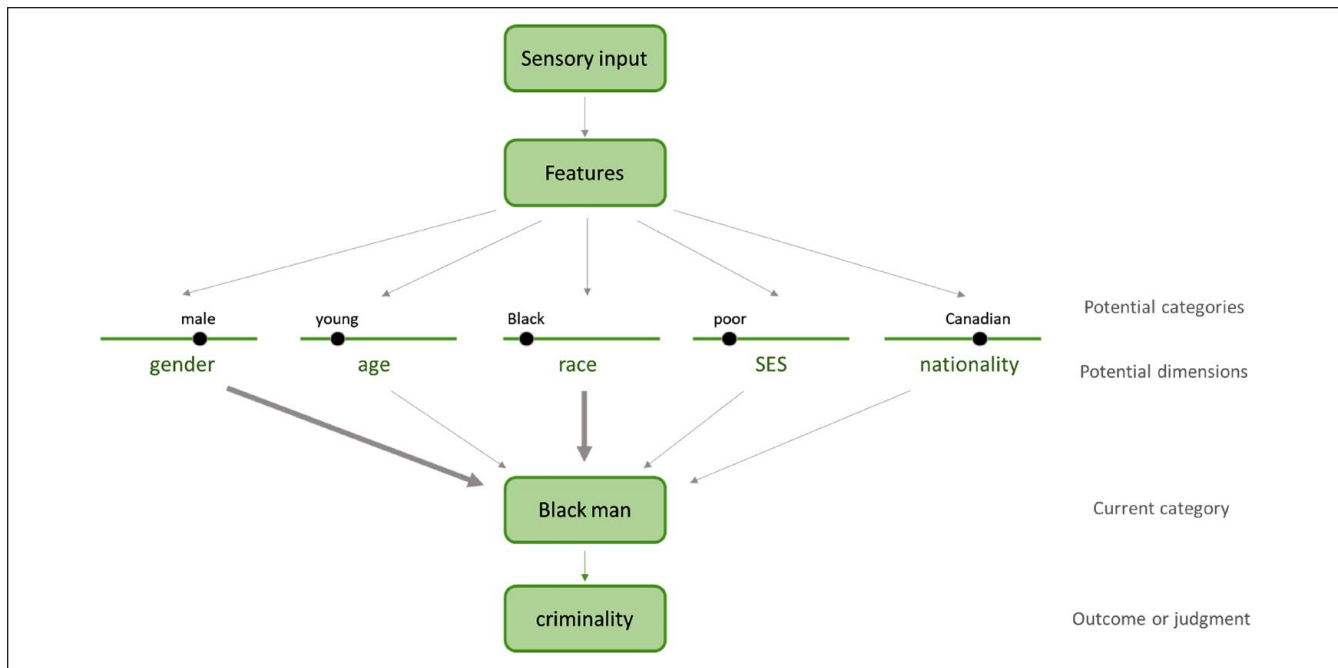 Sensory input
Features
male young Black poor Canadian Potential categories
gender age race SES nationality Potential dimensions
Black man Current category
criminality Outcome or judgment